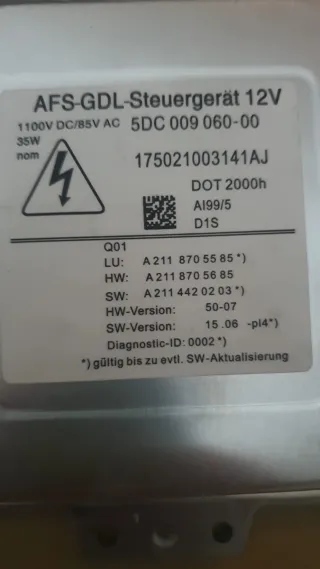 AFS-GDL-Steuergerät 12V
1100V DC/85V AC 5DC 009 060-00
35W
nom
175021003141AJ
DOT 2000h
AI99/5
D1S
Q01
LU: A 211 870 55 85 *)
HW: A 211 870 56 85
SW: A 211 442 02 03 *)
HW-Version: 50-07
SW-Version: 15 .06 -pl4*)
Diagnostic-ID: 0002 *)
*) gültig bis zu evtl. SW-Aktualisierung